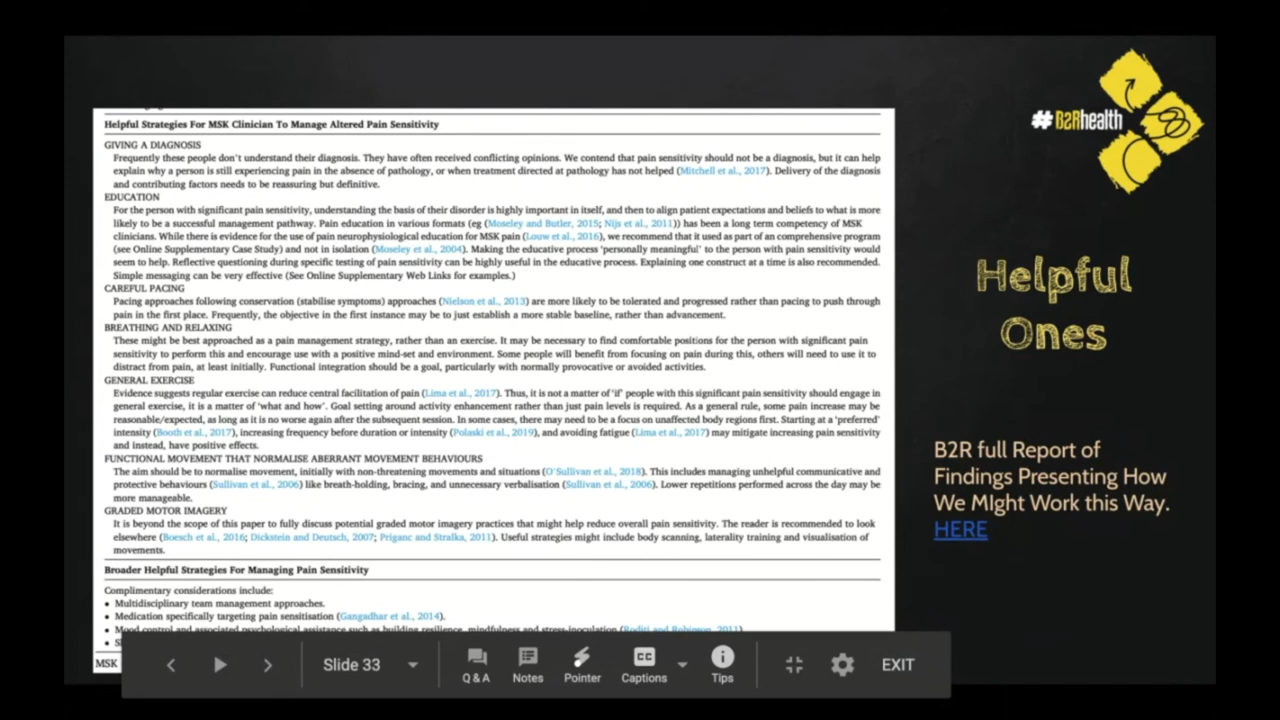 Helpful Strategies For MSK Clinician To Manage Altered Pain Sensitivity
GIVING A DIAGNOSIS
Frequently these people don't understand their diagnosis. They have often received conflicting opinions. We contend that pain sensitivity should not be a diagnosis, but it can help
explain why a person is still experiencing pain in the absence of pathology, or when treatment directed at pathology has not helped (Mitchell et al., 2017). Delivery of the diagnosis
and contributing factors needs to be reassuring but definitive.
EDUCATION
For the person with significant pain sensitivity, understanding the basis of their disorder is highly important in itself, and then to align patient expectations and beliefs to what is more
likely to be a successful management pathway. Pain education in various formats (eg (Moseley and Butler, 2015; Nijs et al., 2011)) has been a long term competency of MSK
clinicians. While there is evidence for the use of pain neurophysiological education for MSK pain (Louw et al., 2016), we recommend that it used as part of an comprehensive program
(see Online Supplementary Case Study) and not in isolation (Moseley et al., 2004). Making the educative process 'personally meaningful' to the person with pain sensitivity would
seem to help. Reflective questioning during specific testing of pain sensitivity can be highly useful in the educative process. Explaining one construct at a time is also recommended.
Simple messaging can be very effective (See Online Supplementary Web Links for examples.)
CAREFUL PACING
Pacing approaches following conservation (stabilise symptoms) approaches (Nielson et al., 2013) are more likely to be tolerated and progressed rather than pacing to push through
pain in the first place. Frequently, the objective in the first instance may be to just establish a more stable baseline, rather than advancement.
BREATHING AND RELAXING
These might be best approached as a pain management strategy, rather than an exercise. It may be necessary to find comfortable positions for the person with significant pain
sensitivity to perform this and encourage use with a positive mind-set and environment. Some people will benefit from focusing on pain during this, others will need to use it to
distract from pain, at least initially. Functional integration should be a goal, particularly with normally provocative or avoided activities.
GENERAL EXERCISE
Evidence suggests regular exercise can reduce central facilitation of pain (Lima et al., 2017). Thus, it is not a matter of 'if' people with this significant pain sensitivity should engage in
general exercise, it is a matter of 'what and how'. Goal setting around activity enhancement rather than just pain levels is required. As a general rule, some pain increase may be
reasonable/expected, as long as it is no worse again after the subsequent session. In some cases, there may need to be a focus on unaffected body regions first. Starting at a 'preferred'
intensity (Booth et al., 2017), increasing frequency before duration or intensity (Polaski et al., 2019), and avoiding fatigue (Lima et al., 2017) may mitigate increasing pain sensitivity
and instead, have positive effects.
FUNCTIONAL MOVEMENT THAT NORMALISE ABERRANT MOVEMENT BEHAVIOURS
The aim should be to normalise movement, initially with non-threatening movements and situations (O'Sullivan et al., 2018). This includes managing unhelpful communicative and
protective behaviours (Sullivan et al., 2006) like breath-holding, bracing, and unnecessary verbalisation (Sullivan et al., 2006). Lower repetitions performed across the day may be
more manageable.
GRADED MOTOR IMAGERY
It is beyond the scope of this paper to fully discuss potential graded motor imagery practices that might help reduce overall pain sensitivity. The reader is recommended to look
elsewhere (Boesch et al., 2016; Dickstein and Deutsch, 2007; Priganc and Stralka, 2011). Useful strategies might include body scanning, laterality training and visualisation of
movements.
Broader Helpful Strategies For Managing Pain Sensitivity
Complimentary considerations include:
• Multidisciplinary team management approaches.
• Medication specifically targeting pain sensitisation (Gangadhar et al., 2014).
• Mood control and associated psychological assistance such as building resilience, mindfulness and stress-inoculation (Roditi and Robinson, 2011)
MSK
#B2Rhealth
Helpful
Ones
B2R full Report of
Findings Presenting How
We MIght Work this Way.
HERE
Slide 33
Q & A
Notes
Pointer
CC
Captions
Tips
EXIT